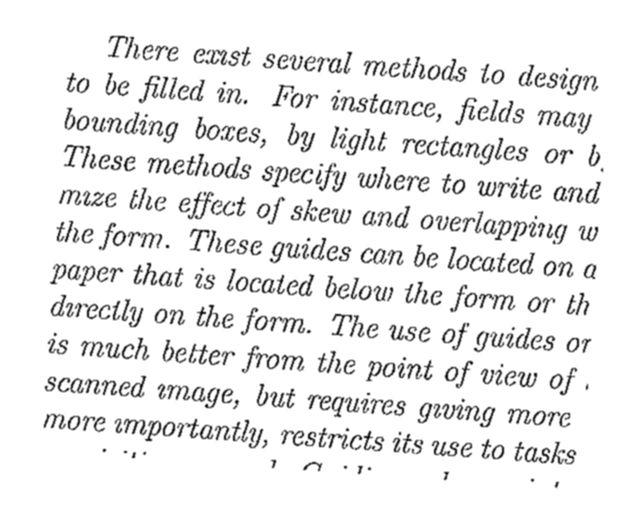 There exist several methods to design
to be filled in. For instance, fields may
bounding boxes, by light rectangles or
These methods specify where to write and
mize the effect of skew and overlapping
the form. These guides can be located on a
paper that is located below the form or
directly on the form. The use of guides on
is much better from the point of view of
scanned image, but requires giving more
more importantly, restricts its use to tasks